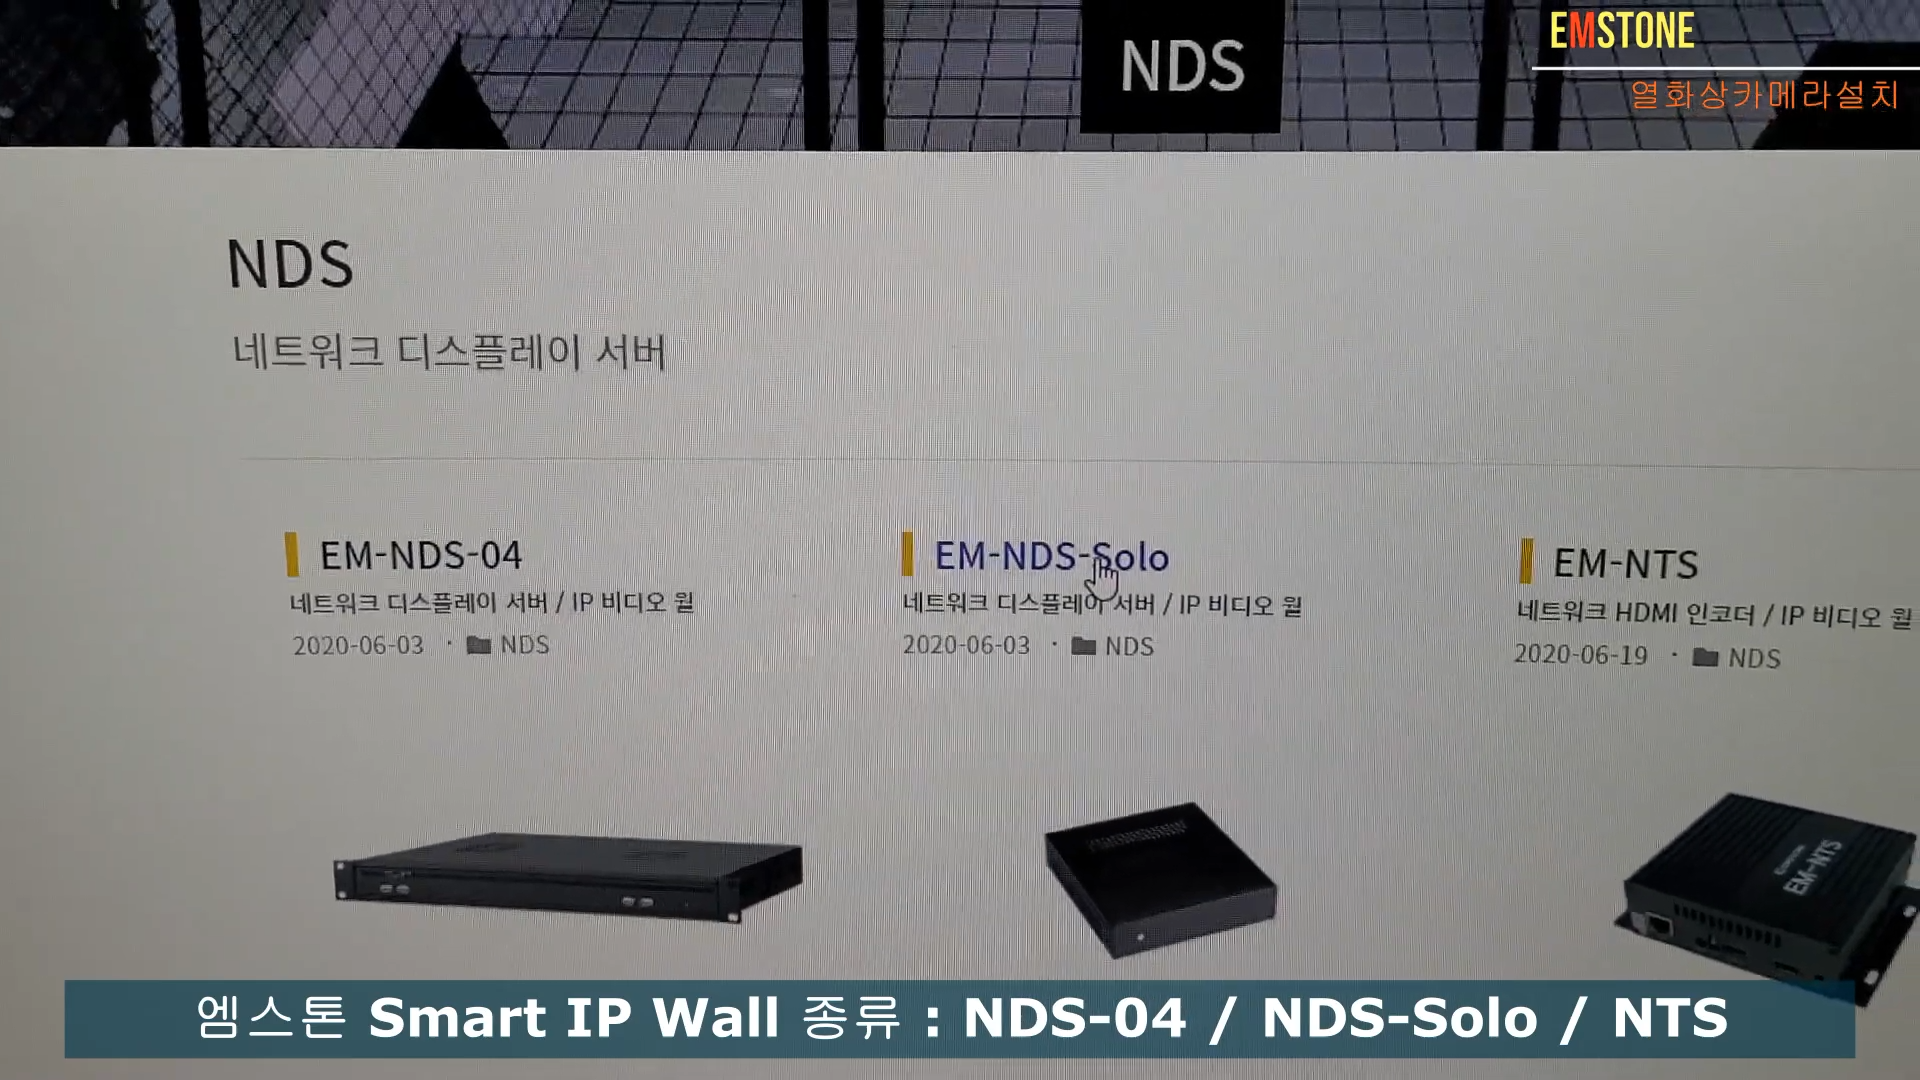 NDS
EMSTONE
열화상카메라설치
NDS
네트워크 디스플레이 서버
EM-NDS-04
네트워크 디스플레이 서버 / IP 비디오 월
2020-06-03 · NDS
EM-NDS-Solo
네트워크 디스플레이 서버 / IP 비디오 월
2020-06-03 · NDS
EM-NTS
네트워크 HDMI 인코더 / IP 비디오 월
2020-06-19 · NDS
EM-NTS
엠스톤 Smart IP Wall 종류 : NDS-04 / NDS-Solo / NTS